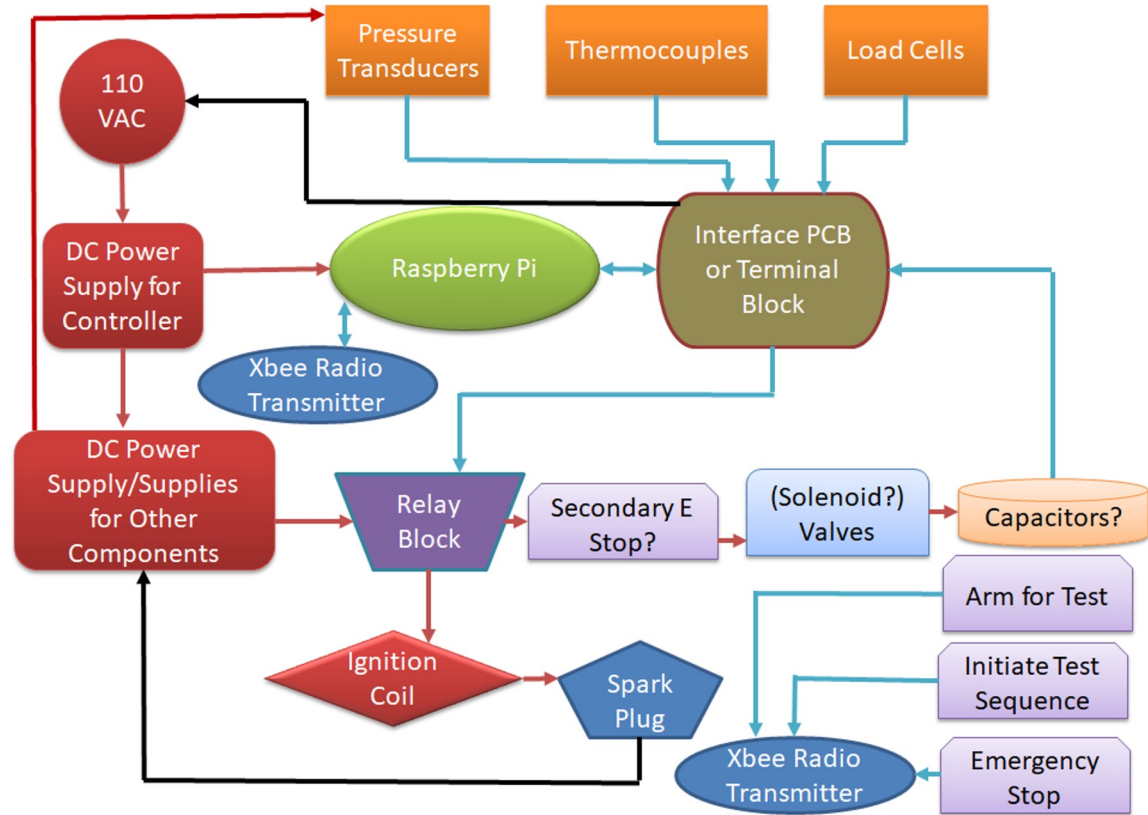 Pressure
Transducers
Thermocouples
Load Cells
110
VAC
DC Power
Supply for
Controller
Raspberry Pi
Interface PCB
or Terminal
Block
Xbee Radio
Transmitter
DC Power
Supply/Supplies
for Other
Components
Relay
Block
Secondary E
Stop?
(Solenoid?)
Valves
Capacitors?
Arm for Test
Ignition
Coil
Spark
Plug
Initiate Test
Sequence
Xbee Radio
Transmitter
Emergency
Stop